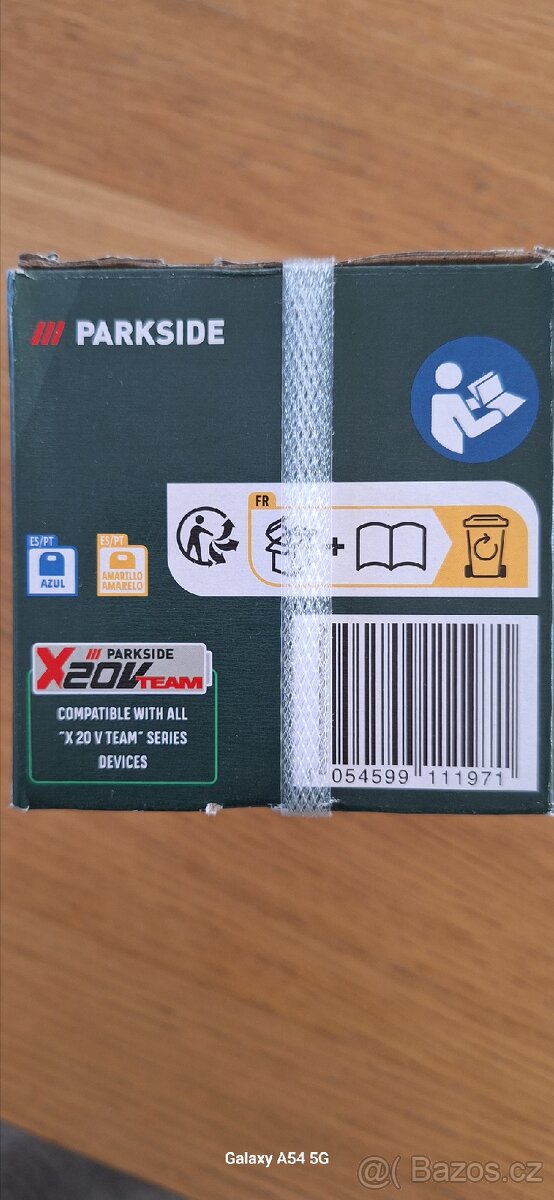 PARKSIDE
FR
+
ES/PT
AZUL
ES/PT
AMARILLO
AMARELO
PARKSIDE
X20V TEAM
COMPATIBLE WITH ALL
"X 20 V TEAM" SERIES
DEVICES
054599 111971
Galaxy A54 5G
@( Bazos.cz